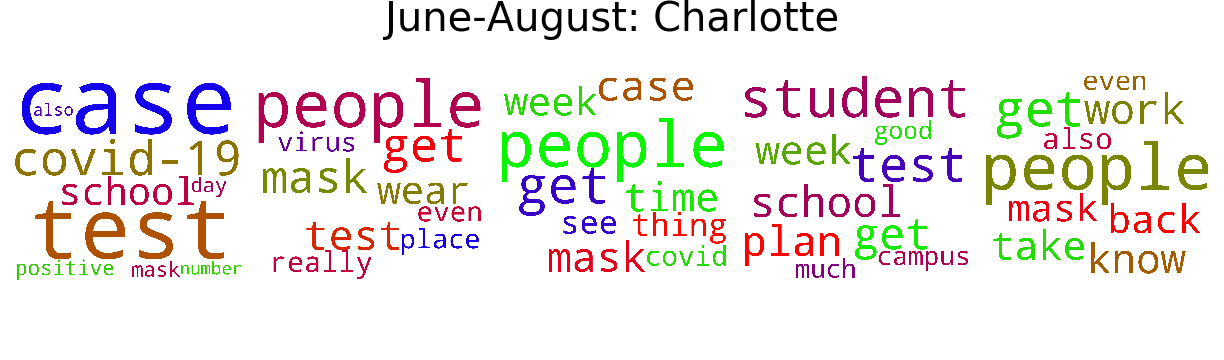 June-August: Charlotte
case
also
covid-19
school day
test
positive mask number
people
virus get
mask wear
even
test place
really
case
week
people
get time
see thing
mask covid
student
good
week test
school
plan get
campus
much
even
get work
also
people
mask back
take know